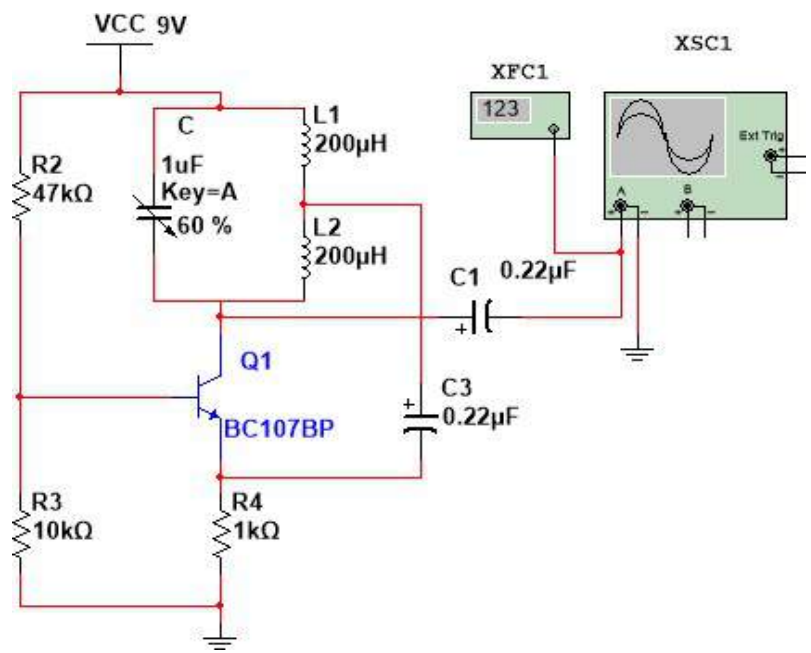 VCC 9V
XFC1
XSC1
123
Ext Trig
A
B
C
1uF
Key=A
60 %
L1
200µH
L2
200µH
R2
47kΩ
C1
0.22µF
Q1
BC107BP
C3
0.22µF
R3
10kΩ
R4
1kΩ